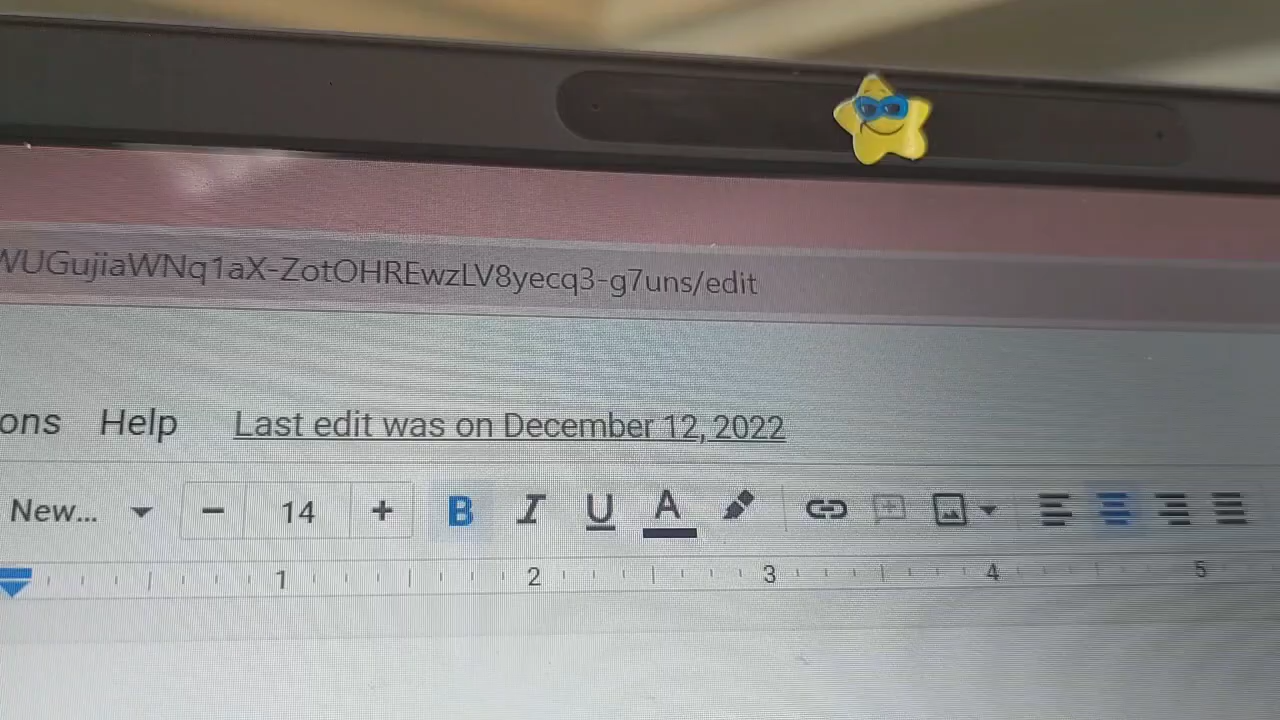 WUGujiaWNq1aX-ZotOHREwzLV8yecq3-g7uns/edit
ons Help Last edit was on December 12, 2022
New... − 14 + B I U A
1 2 3 4 5